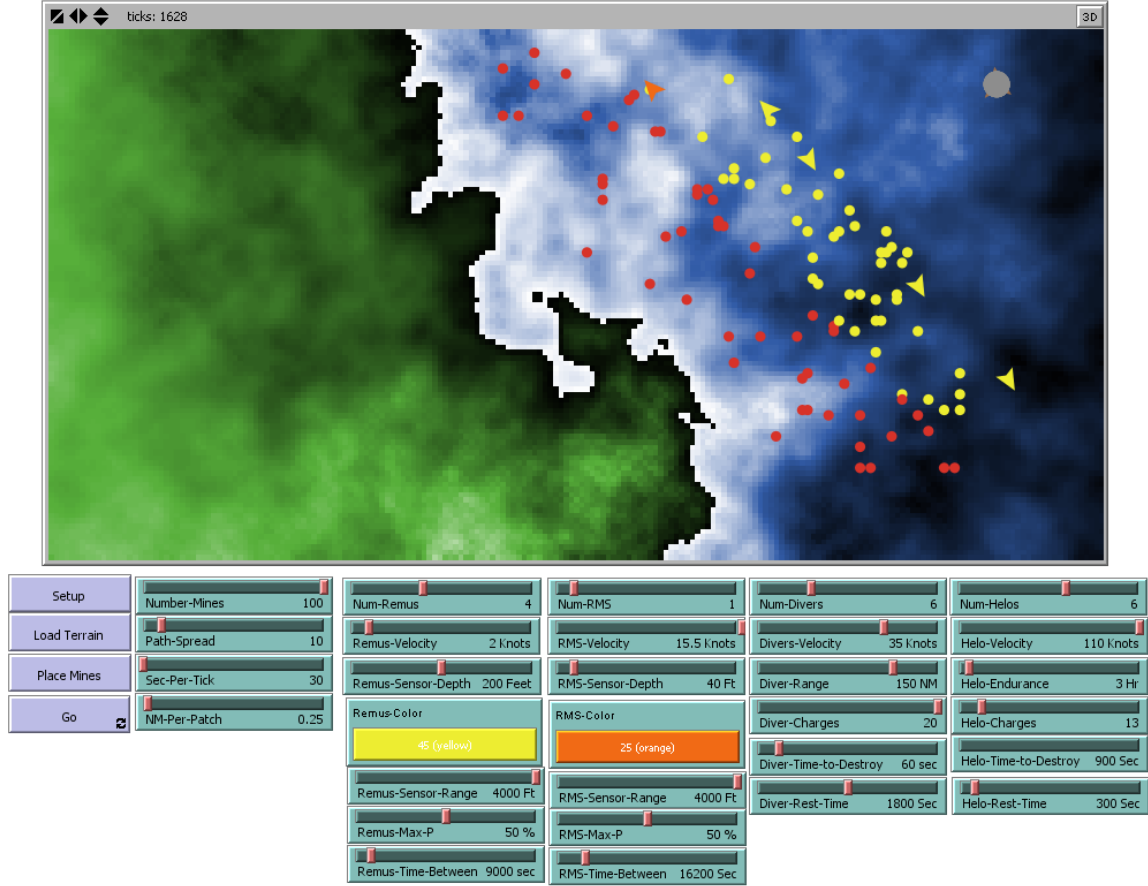 ticks: 1628
3D
Setup
Load Terrain
Place Mines
Go
Number-Mines 100
Path-Spread 10
Sec-Per-Tick 30
NM-Per-Patch 0.25
Num-Remus 4
Remus-Velocity 2 Knots
Remus-Sensor-Depth 200 Feet
Remus-Color
45 (yellow)
Remus-Sensor-Range 4000 Ft
Remus-Max-P 50 %
Remus-Time-Between 9000 sec
Num-RMS 1
RMS-Velocity 15.5 Knots
RMS-Sensor-Depth 40 Ft
RMS-Color
25 (orange)
RMS-Sensor-Range 4000 Ft
RMS-Max-P 50 %
RMS-Time-Between 16200 Sec
Num-Divers 6
Divers-Velocity 35 Knots
Diver-Range 150 NM
Diver-Charges 20
Diver-Time-to-Destroy 60 sec
Diver-Rest-Time 1800 Sec
Num-Helos 6
Helo-Velocity 110 Knots
Helo-Endurance 3 Hr
Helo-Charges 13
Helo-Time-to-Destroy 900 Sec
Helo-Rest-Time 300 Sec